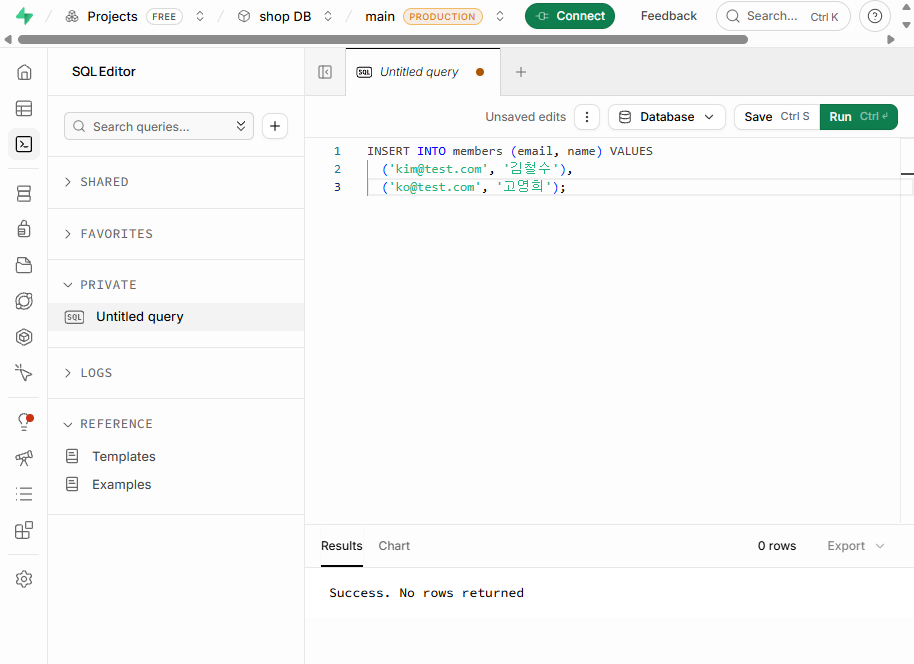 Projects FREE shop DB main PRODUCTION Connect Feedback Search... Ctrl K
SQL Editor
SQL Untitled query
Search queries...
Unsaved edits Database Save Ctrl S Run Ctrl ↵
1 INSERT INTO members (email, name) VALUES
2 ('kim@test.com', '김철수'),
3 ('ko@test.com', '고영희');
SHARED
FAVORITES
PRIVATE
SQL Untitled query
LOGS
REFERENCE
Templates
Examples
Results Chart 0 rows Export
Success. No rows returned